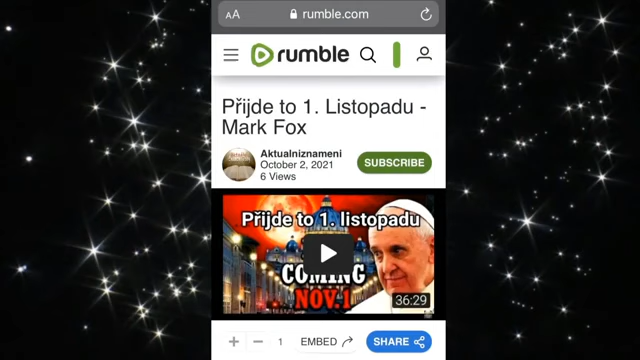 AA rumble.com
rumble
Přijde to 1. Listopadu -
Mark Fox
Aktualniznameni
October 2, 2021
6 Views
SUBSCRIBE
Přijde to 1. listopadu
COMING
NOV.1
36:29
+ − 1 EMBED SHARE